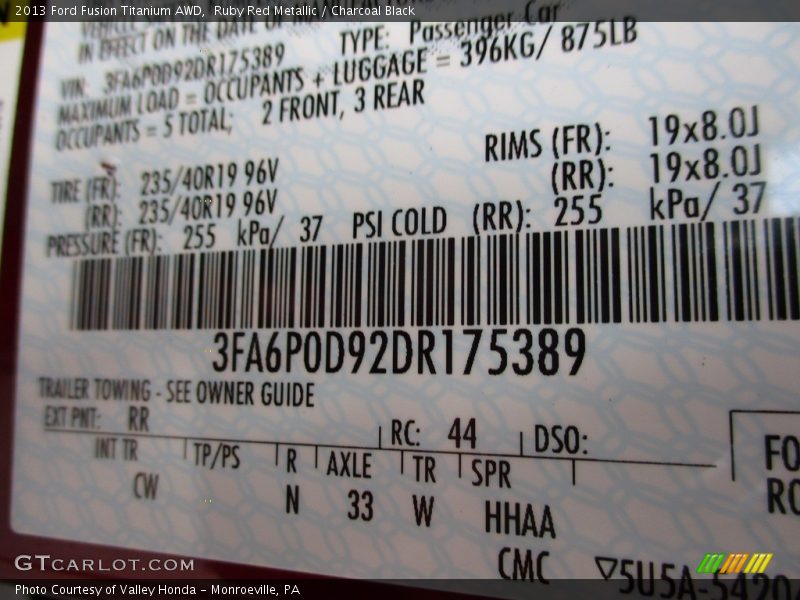 2013 Ford Fusion Titanium AWD,  Ruby Red Metallic / Charcoal Black
IN EFFECT ON THE DATE OF
TYPE: Passenger Car
VIN: 3FA6P0D92DR175389
MAXIMUM LOAD = OCCUPANTS + LUGGAGE = 396KG/ 875LB
OCCUPANTS = 5 TOTAL; 2 FRONT, 3 REAR
RIMS (FR): 19x8.0J
TIRE (FR): 235/40R19 96V (RR): 19x8.0J
(RR): 235/40R19 96V
PRESSURE (FR): 255 kPa/ 37 PSI COLD (RR): 255 kPa/ 37
3FA6P0D92DR175389
TRAILER TOWING - SEE OWNER GUIDE
EXT PNT: RR RC: 44 DSO:
INT TR TP/PS R AXLE TR SPR
CW N 33 W HHAA
CMC ▽5U5A-5420
FO
RO
GTCARLOT.COM
Photo Courtesy of Valley Honda - Monroeville, PA